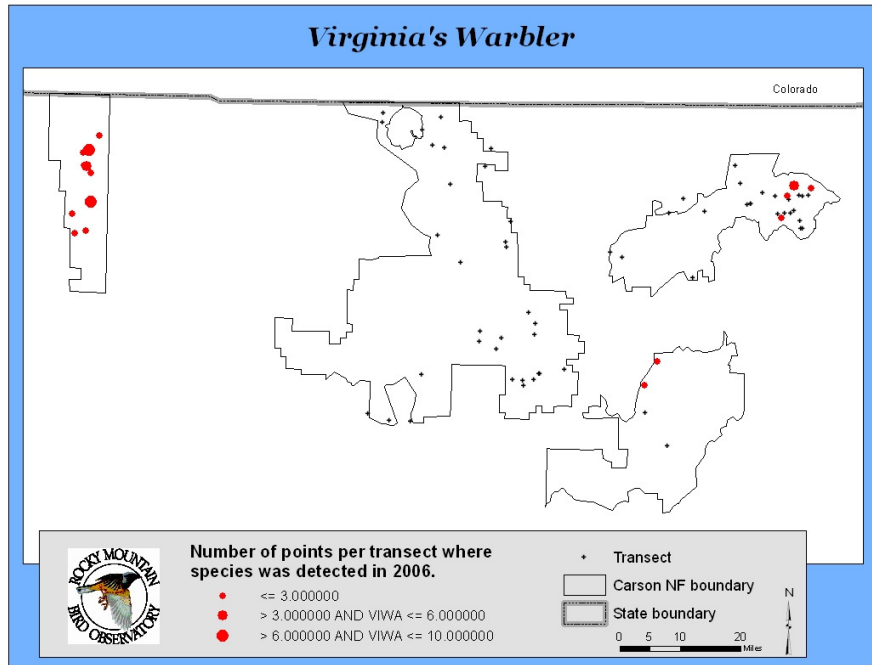 Virginia's Warbler
Colorado
ROCKY MOUNTAIN
BIRD OBSERVATORY
Number of points per transect where
species was detected in 2006.
<= 3.000000
> 3.000000 AND VIWA <= 6.000000
> 6.000000 AND VIWA <= 10.000000
Transect
Carson NF boundary
State boundary
N
0 5 10 20
Miles